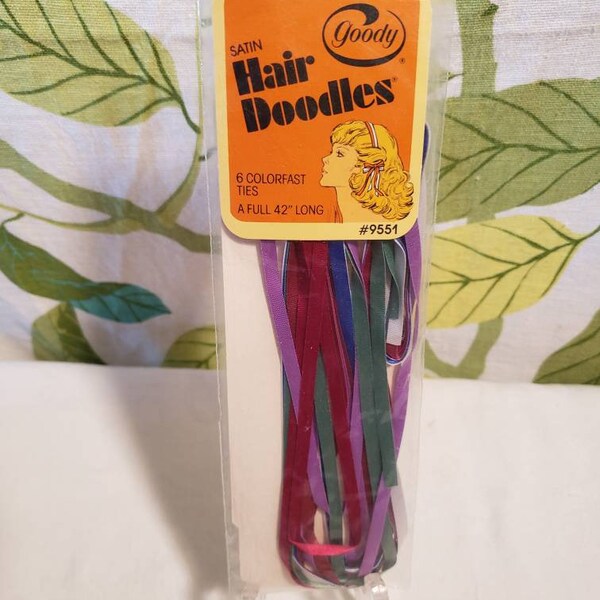 goody®
SATIN
Hair
Doodles®
6 COLORFAST
TIES
A FULL 42" LONG
#9551